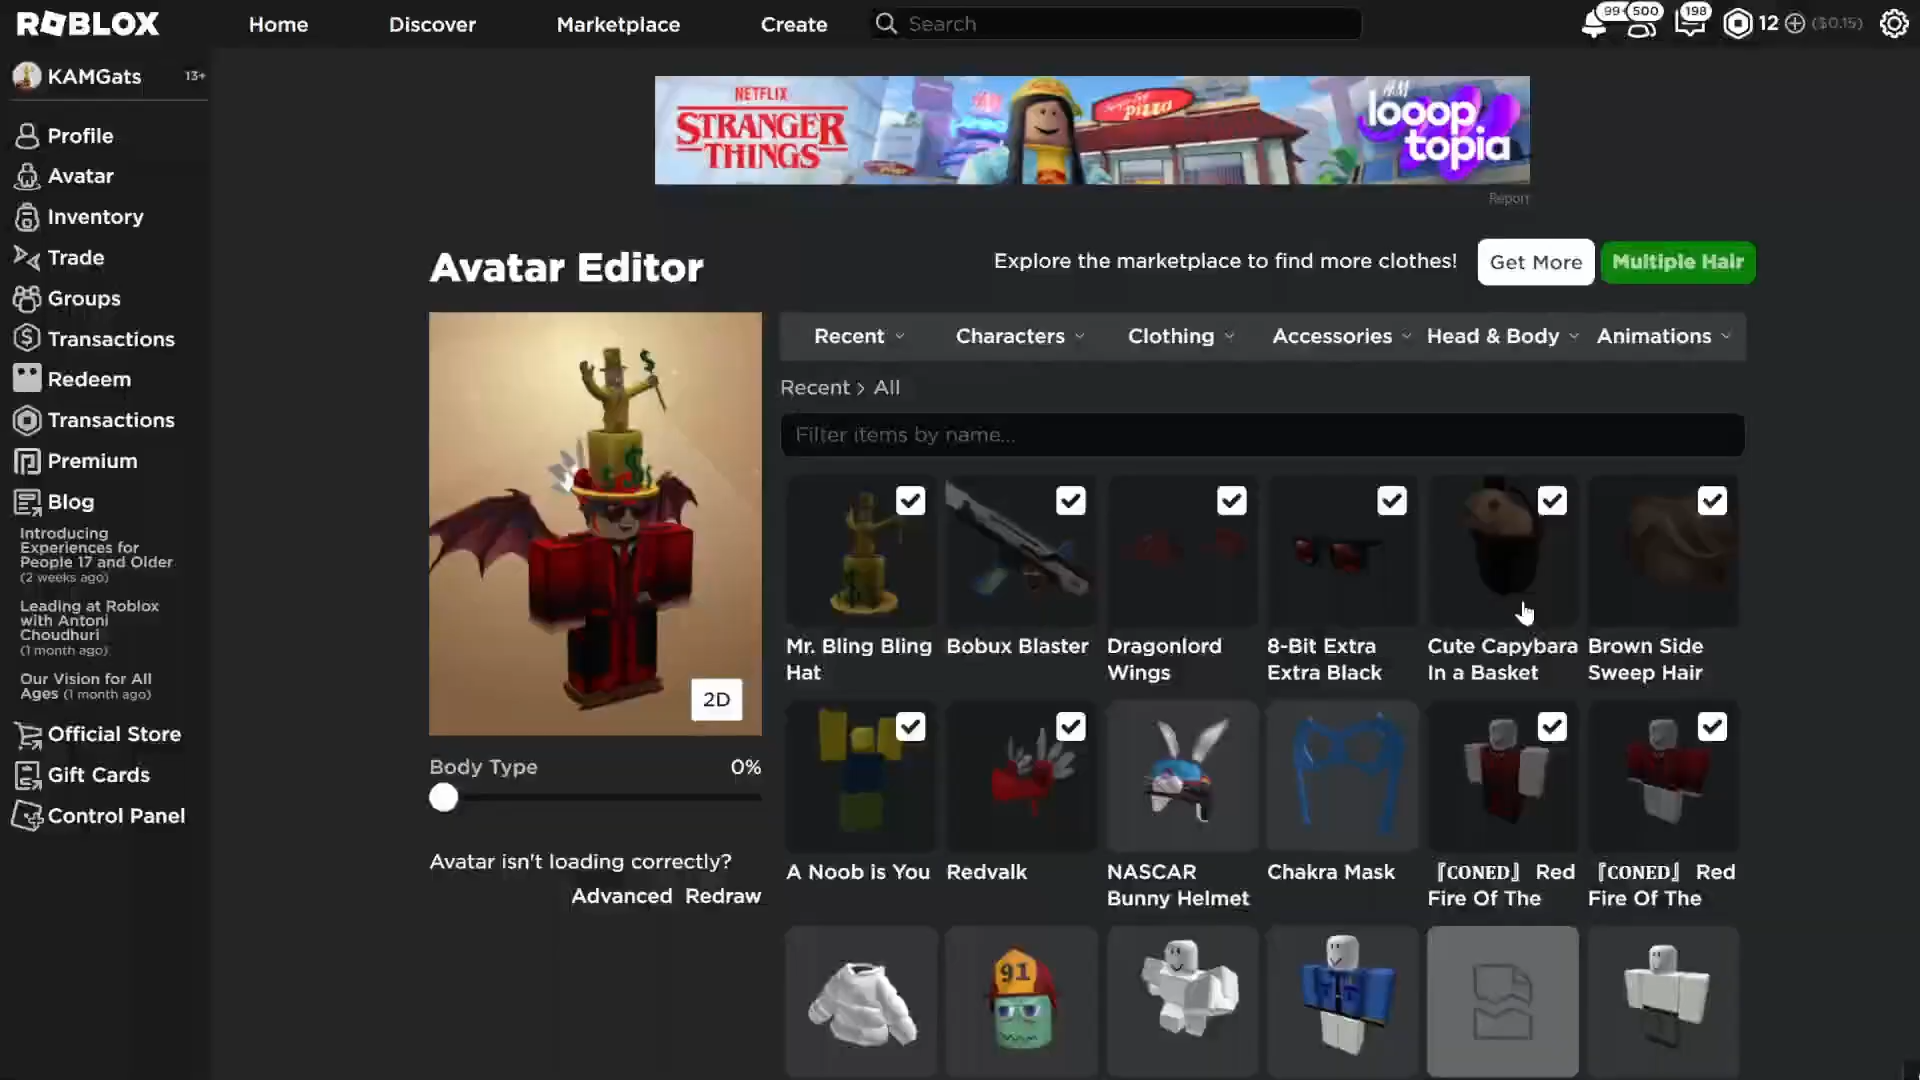 ROBLOX
Home
Discover
Marketplace
Create
Search
99+
500
198
12
($0.15)
KAMGats
13+
Profile
Avatar
Inventory
Trade
Groups
Transactions
Redeem
Transactions
Premium
Blog
Introducing
Experiences for
People 17 and Older
(2 weeks ago)
Leading at Roblox
with Antoni
Choudhuri
(1 month ago)
Our Vision for All
Ages (1 month ago)
Official Store
Gift Cards
Control Panel
NETFLIX
STRANGER
THINGS
pizza
H&M
looop
topia
Report
Avatar Editor
Explore the marketplace to find more clothes!
Get More
Multiple Hair
2D
Body Type
0%
Avatar isn't loading correctly?
Advanced
Redraw
Recent
Characters
Clothing
Accessories
Head & Body
Animations
Recent > All
Filter items by name...
Mr. Bling Bling
Hat
Bobux Blaster
Dragonlord
Wings
8-Bit Extra
Extra Black
Cute Capybara
In a Basket
Brown Side
Sweep Hair
A Noob is You
Redvalk
NASCAR
Bunny Helmet
Chakra Mask
『CONED』 Red
Fire Of The
『CONED』 Red
Fire Of The
91